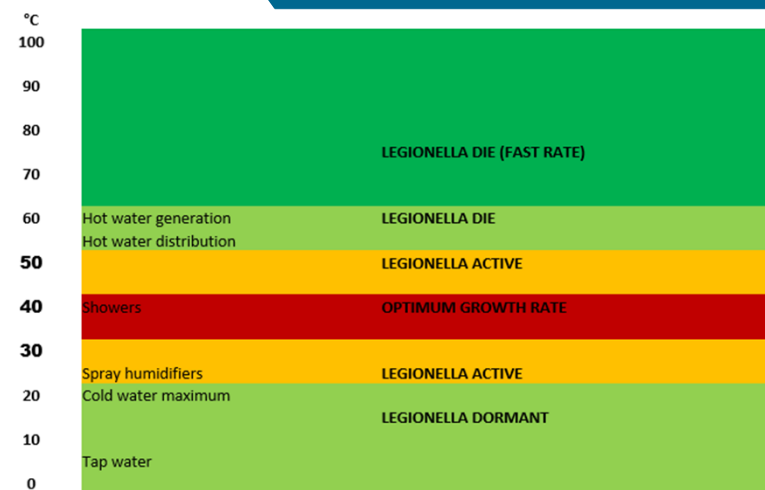 °C
100
90
80
LEGIONELLA DIE (FAST RATE)
70
60 Hot water generation LEGIONELLA DIE
Hot water distribution
50 LEGIONELLA ACTIVE
40 Showers OPTIMUM GROWTH RATE
30
Spray humidifiers LEGIONELLA ACTIVE
20 Cold water maximum
LEGIONELLA DORMANT
10
Tap water
0